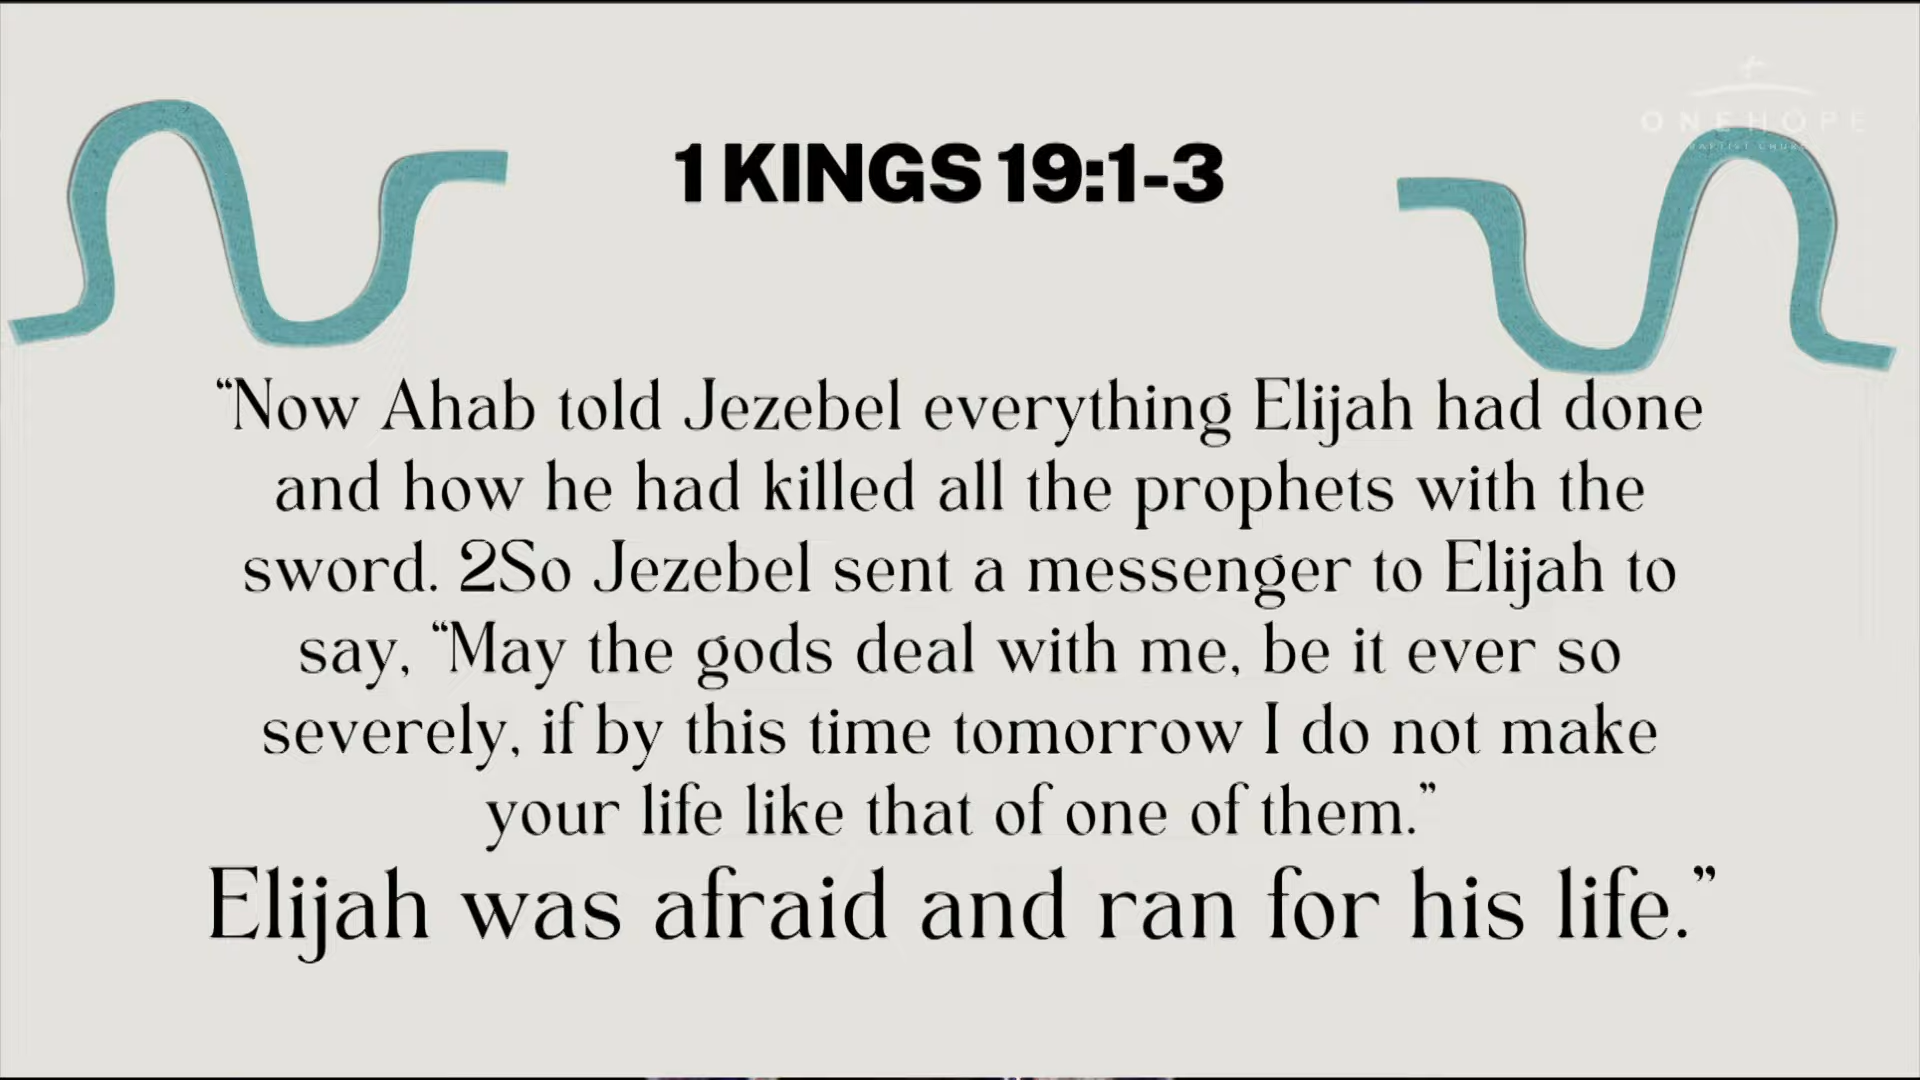 ONEHOPE
BAPTIST CHURCH
1 KINGS 19:1-3
“Now Ahab told Jezebel everything Elijah had done
and how he had killed all the prophets with the
sword. 2So Jezebel sent a messenger to Elijah to
say, “May the gods deal with me, be it ever so
severely, if by this time tomorrow I do not make
your life like that of one of them.”
Elijah was afraid and ran for his life.”